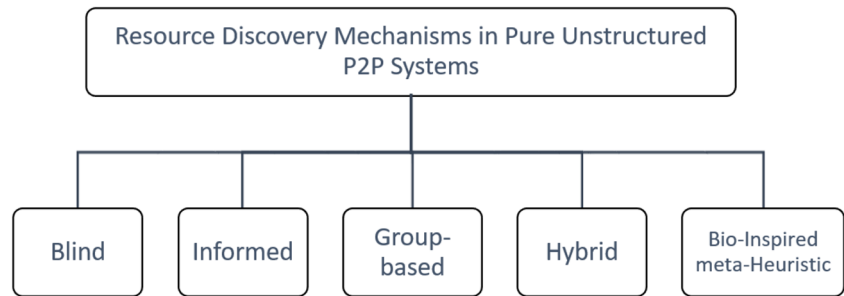 Resource Discovery Mechanisms in Pure Unstructured
P2P Systems
Blind
Informed
Group-
based
Hybrid
Bio-Inspired
meta-Heuristic